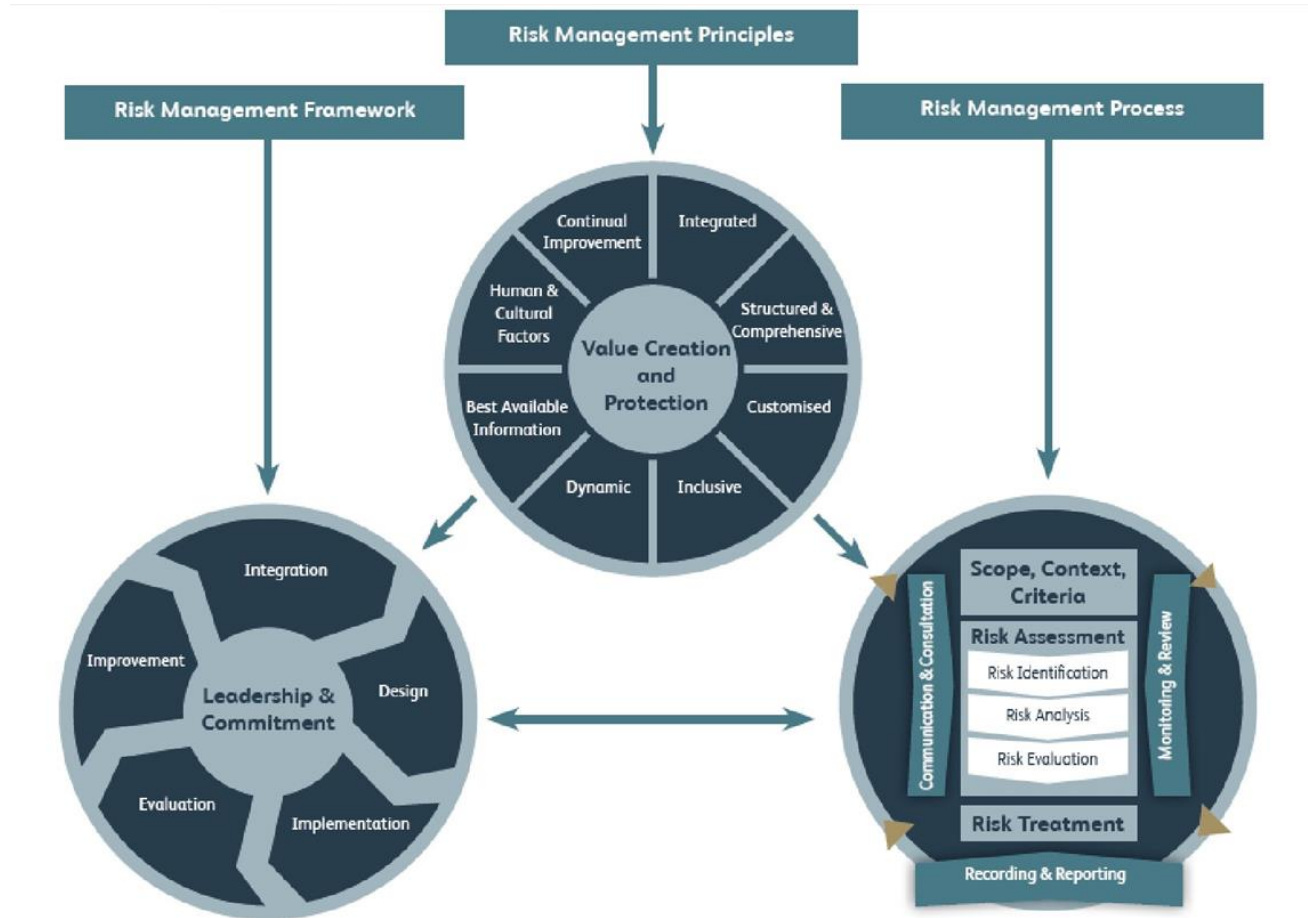 Risk Management Principles
Risk Management Framework
Risk Management Process
Continual
Improvement
Integrated
Human &
Cultural
Factors
Structured &
Comprehensive
Value Creation
and
Protection
Best Available
Information
Customised
Dynamic
Inclusive
Integration
Improvement
Design
Leadership &
Commitment
Evaluation
Implementation
Scope, Context,
Criteria
Communication & Consultation
Risk Assessment
Risk Identification
Risk Analysis
Risk Evaluation
Monitoring & Review
Risk Treatment
Recording & Reporting